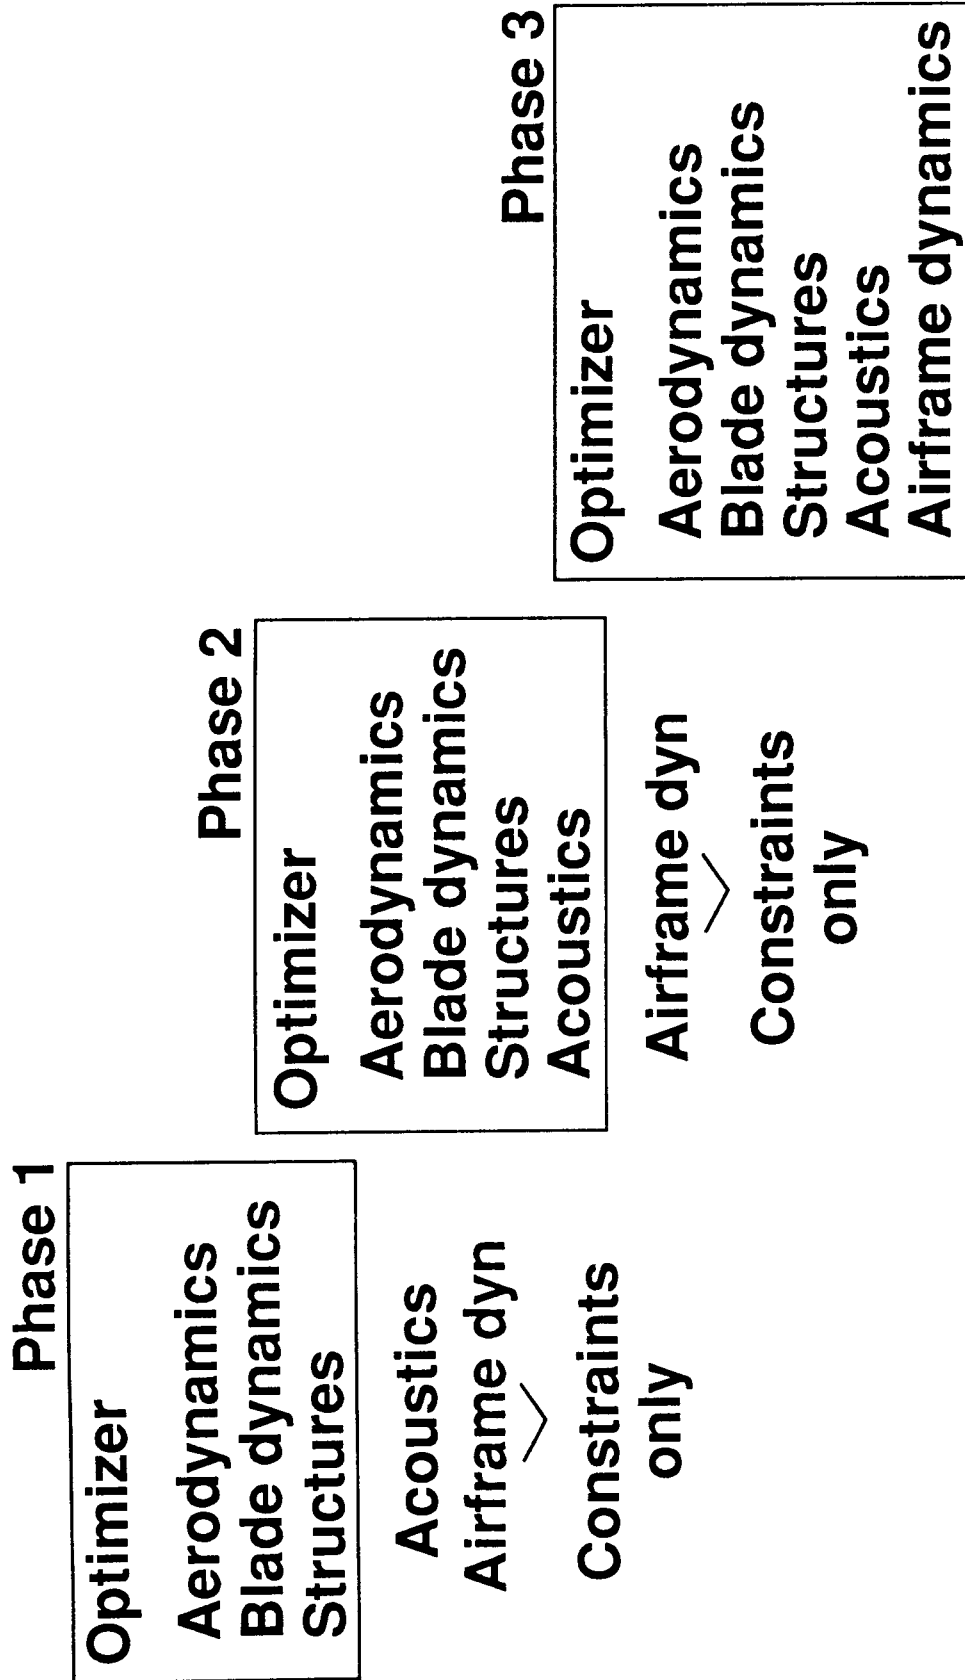 Phase 1
Optimizer
Aerodynamics
Blade dynamics
Structures
Acoustics
Airframe dyn
Constraints
only
Phase 2
Optimizer
Aerodynamics
Blade dynamics
Structures
Acoustics
Airframe dyn
Constraints
only
Phase 3
Optimizer
Aerodynamics
Blade dynamics
Structures
Acoustics
Airframe dynamics